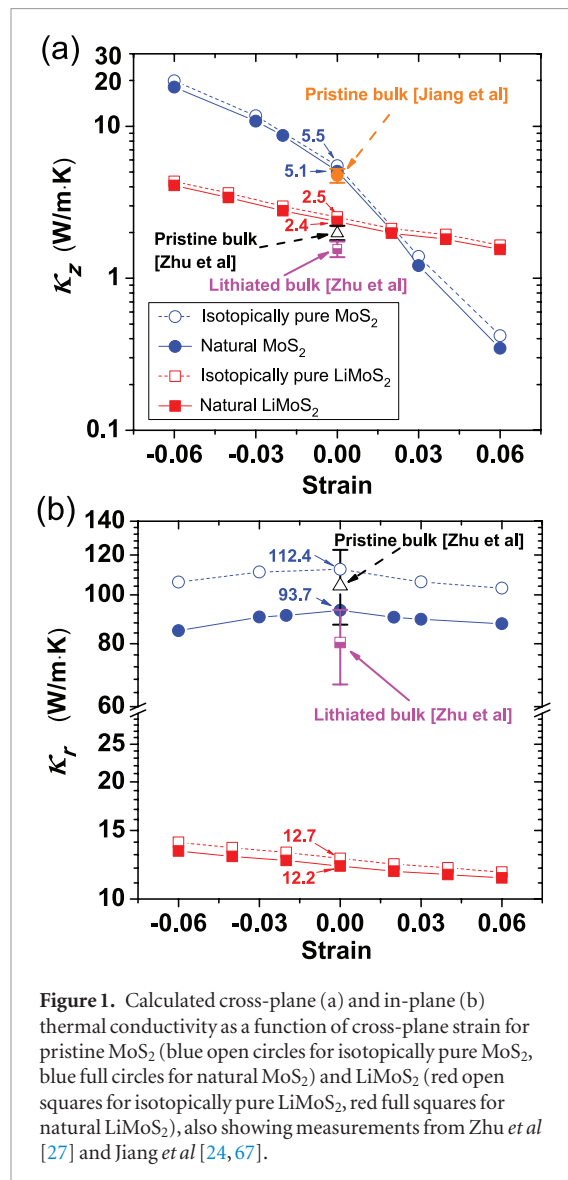 (a)
30
20
10
1
0.1
κz (W/m·K)
Pristine bulk [Jiang et al]
5.5
5.1
2.5
2.4
Pristine bulk
[Zhu et al]
Lithiated bulk [Zhu et al]
Isotopically pure MoS₂
Natural MoS₂
Isotopically pure LiMoS₂
Natural LiMoS₂
-0.06 -0.03 0.00 0.03 0.06
Strain
(b)
140
120
100
80
60
25
20
15
10
κr (W/m·K)
112.4
Pristine bulk [Zhu et al]
93.7
Lithiated bulk [Zhu et al]
12.7
12.2
-0.06 -0.03 0.00 0.03 0.06
Strain
Figure 1. Calculated cross-plane (a) and in-plane (b)
thermal conductivity as a function of cross-plane strain for
pristine MoS₂ (blue open circles for isotopically pure MoS₂,
blue full circles for natural MoS₂) and LiMoS₂ (red open
squares for isotopically pure LiMoS₂, red full squares for
natural LiMoS₂), also showing measurements from Zhu et al
[27] and Jiang et al [24, 67].